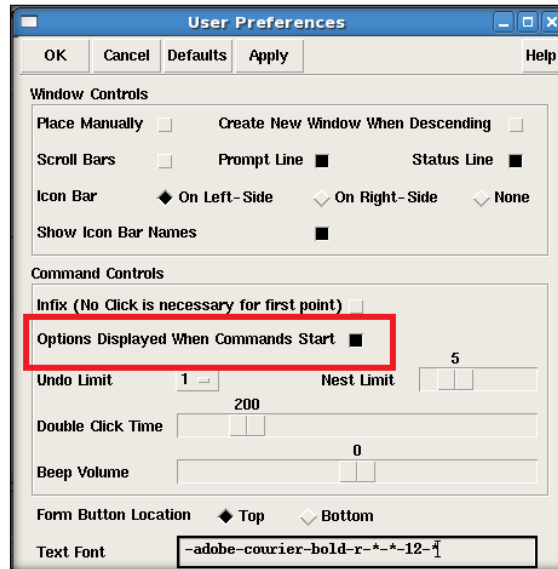 User Preferences
OK Cancel Defaults Apply Help
Window Controls
Place Manually Create New Window When Descending
Scroll Bars Prompt Line Status Line
Icon Bar On Left-Side On Right-Side None
Show Icon Bar Names
Command Controls
Infix (No Click is necessary for first point)
Options Displayed When Commands Start
5
Undo Limit 1 Nest Limit
200
Double Click Time
0
Beep Volume
Form Button Location Top Bottom
Text Font -adobe-courier-bold-r-*-*-12-*